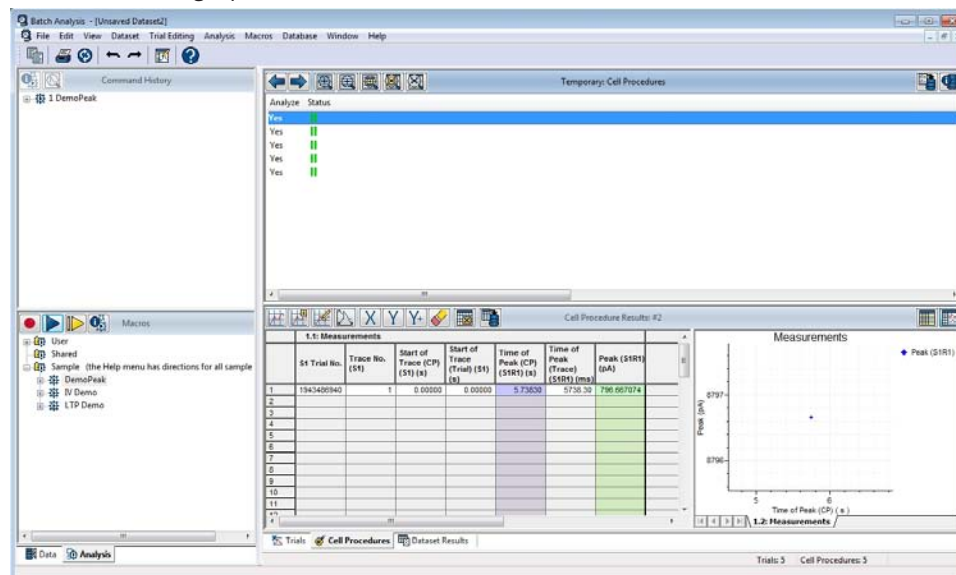 Batch Analysis - [Unsaved Dataset2]
File Edit View Dataset Trial Editing Analysis Macros Database Window Help
Command History
1 DemoPeak
Temporary: Cell Procedures
Analyze Status
Yes
Yes
Yes
Yes
Yes
Macros
User
Shared
Sample (the Help menu has directions for all sample
DemoPeak
IV Demo
LTP Demo
X Y Y+
Cell Procedure Results: #2
1.1: Measurements
S1 Trial No. Trace No. (S1) Start of Trace (CP) (S1) (s) Start of Trace (Trial) (S1) (s) Time of Peak (CP) (S1R1) (s) Time of Peak (Trace) (S1R1) (ms) Peak (S1R1) (pA)
1 1943486940 1 0.00000 0.00000 5.73830 5738.30 796.667074
2
3
4
5
6
7
8
9
10
11
Measurements
Peak (S1R1)
Peak (pA)
8797
8796
5 6
Time of Peak (CP) ( s )
1.2: Measurements
Trials Cell Procedures Dataset Results
Data Analysis
Trials: 5 Cell Procedures: 5